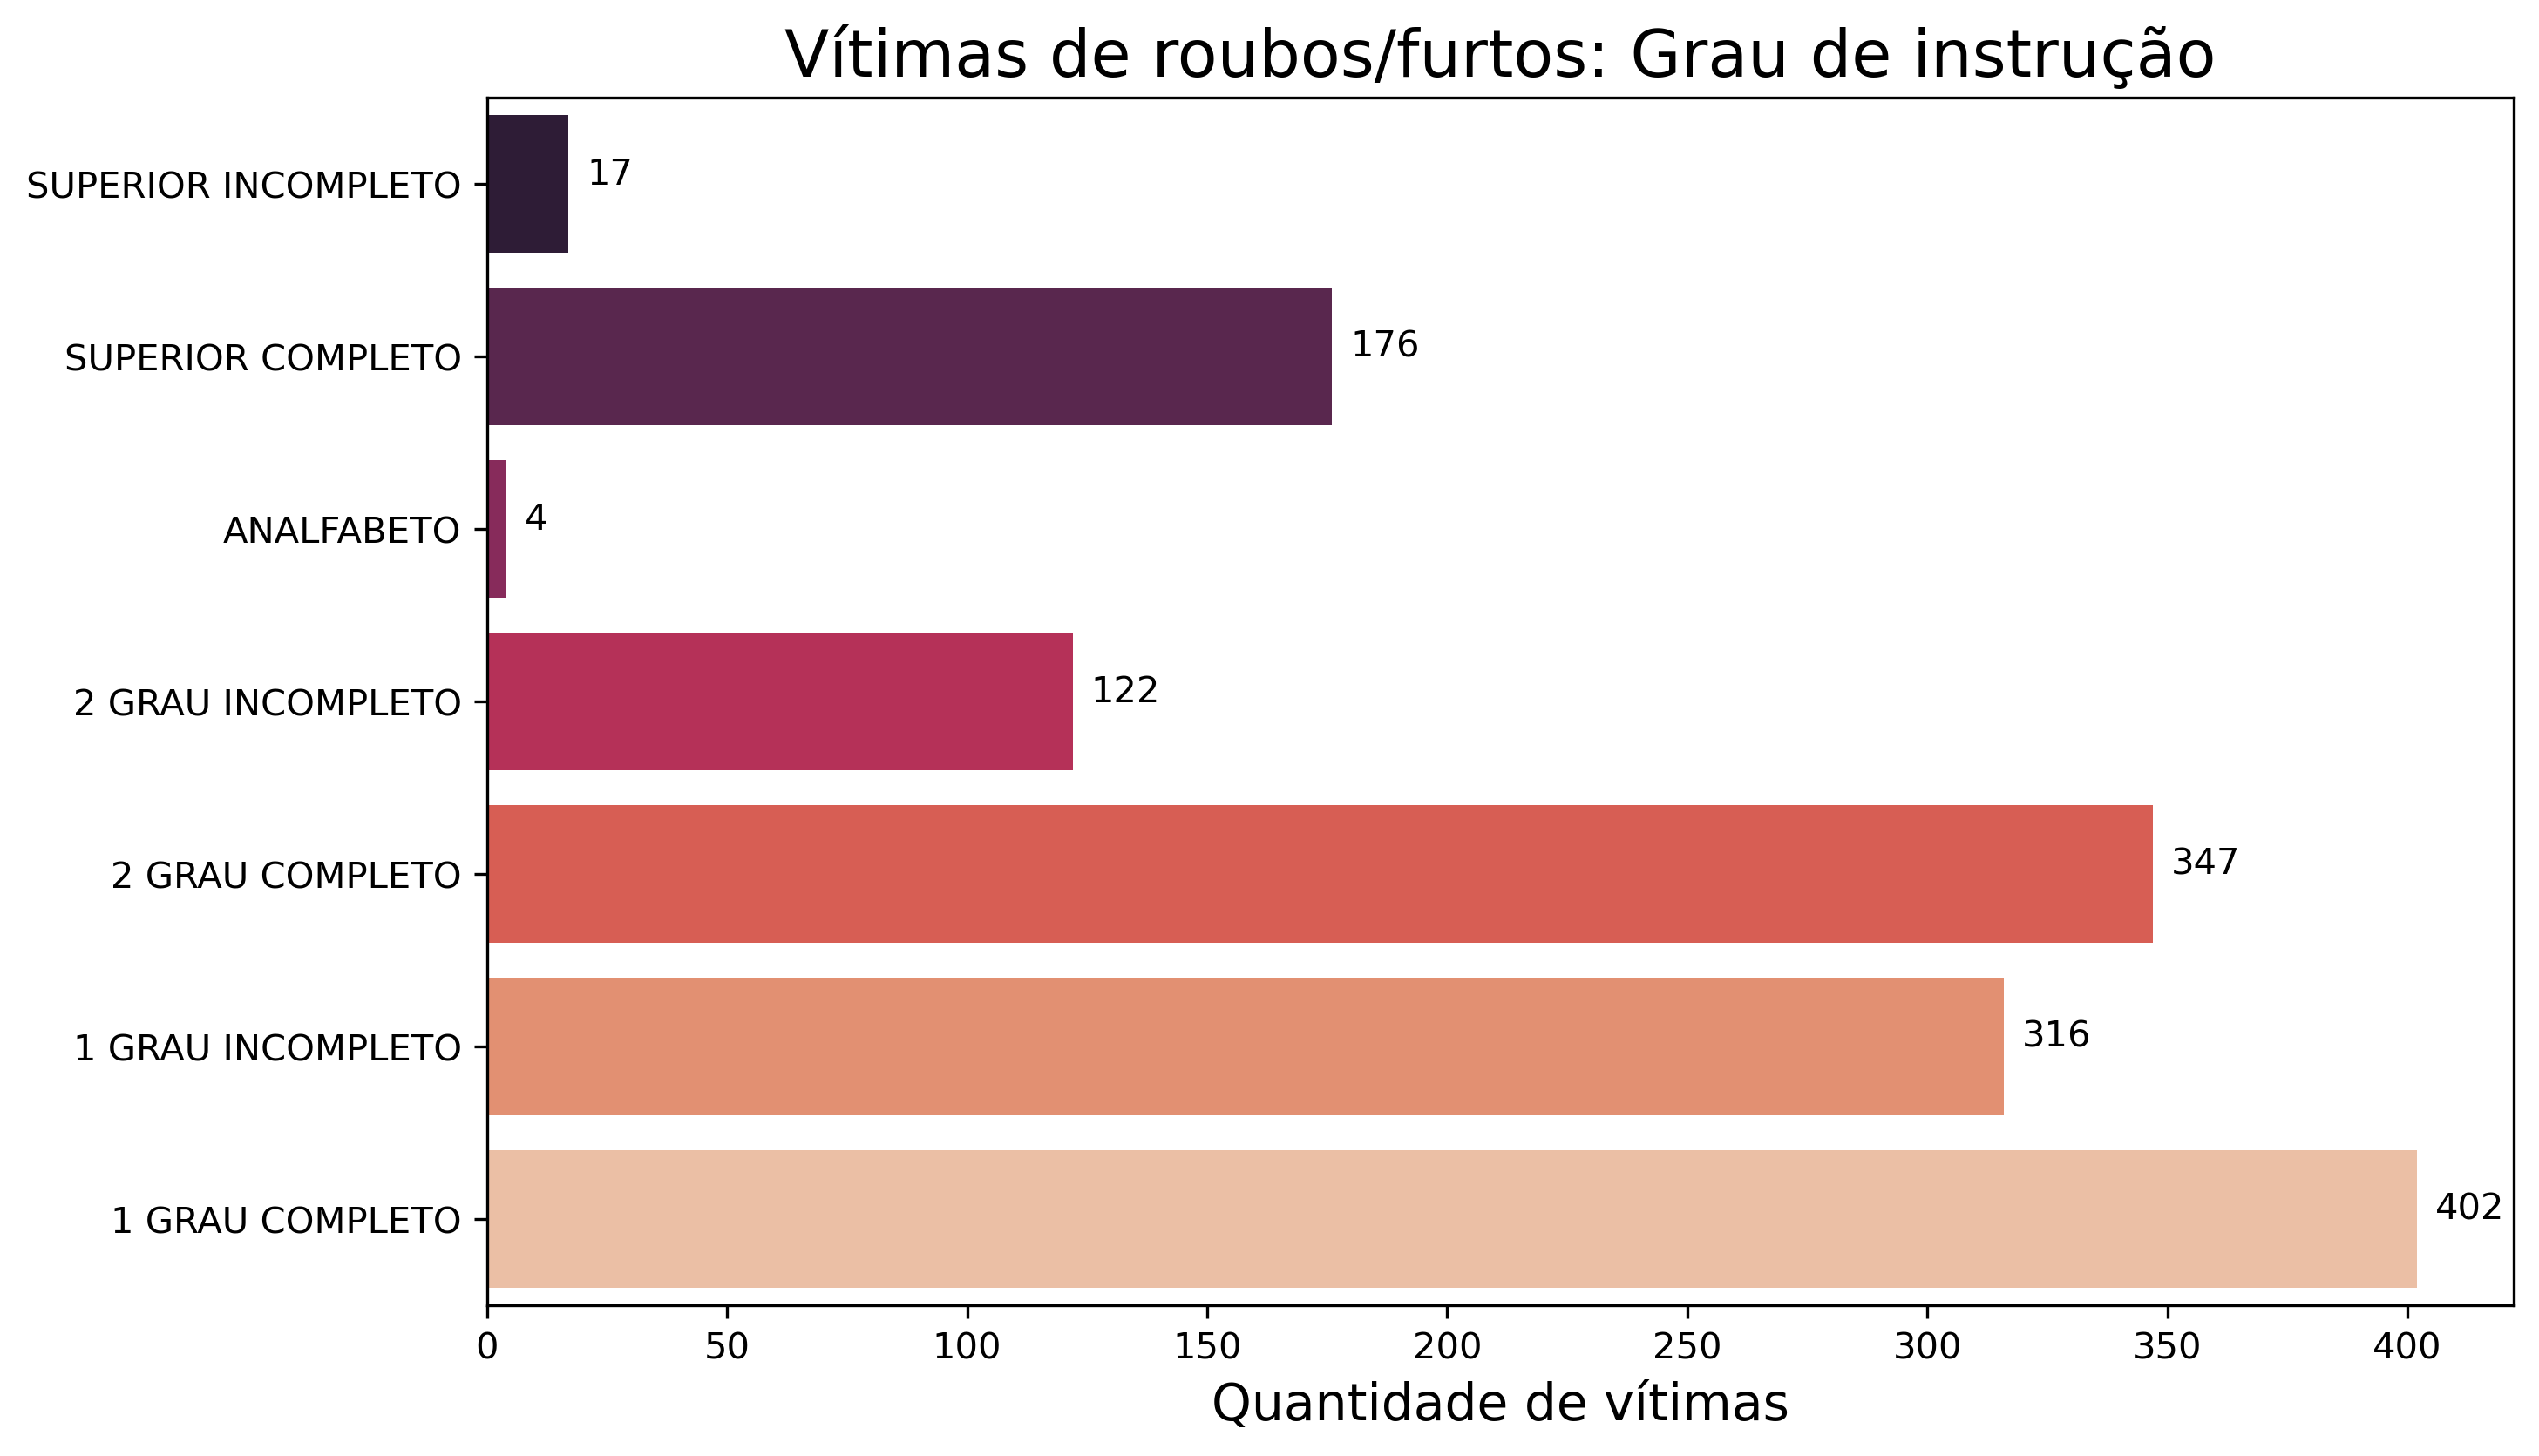 Vítimas de roubos/furtos: Grau de instrução
SUPERIOR INCOMPLETO 17
SUPERIOR COMPLETO 176
ANALFABETO 4
2 GRAU INCOMPLETO 122
2 GRAU COMPLETO 347
1 GRAU INCOMPLETO 316
1 GRAU COMPLETO 402
0 50 100 150 200 250 300 350 400
Quantidade de vítimas